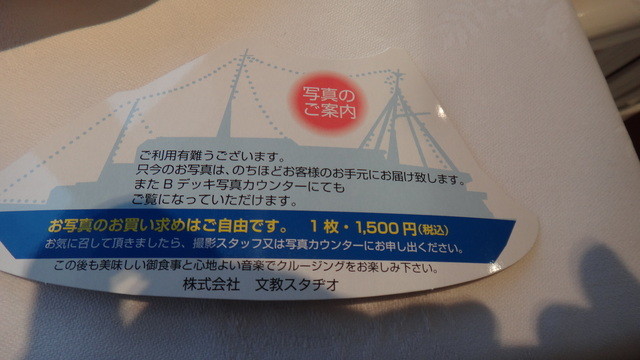 写真の
ご案内
ご利用有難うございます。
只今のお写真は、のちほどお客様のお手元にお届け致します。
また B デッキ写真カウンターにても
ご覧になっていただけます。
お写真のお買い求めはご自由です。 1枚・1,500円(税込)
お気に召して頂きましたら、撮影スタッフ又は写真カウンターにお申し出ください。
この後も美味しい御食事と心地よい音楽でクルージングをお楽しみ下さい。
株式会社 文教スタヂオ